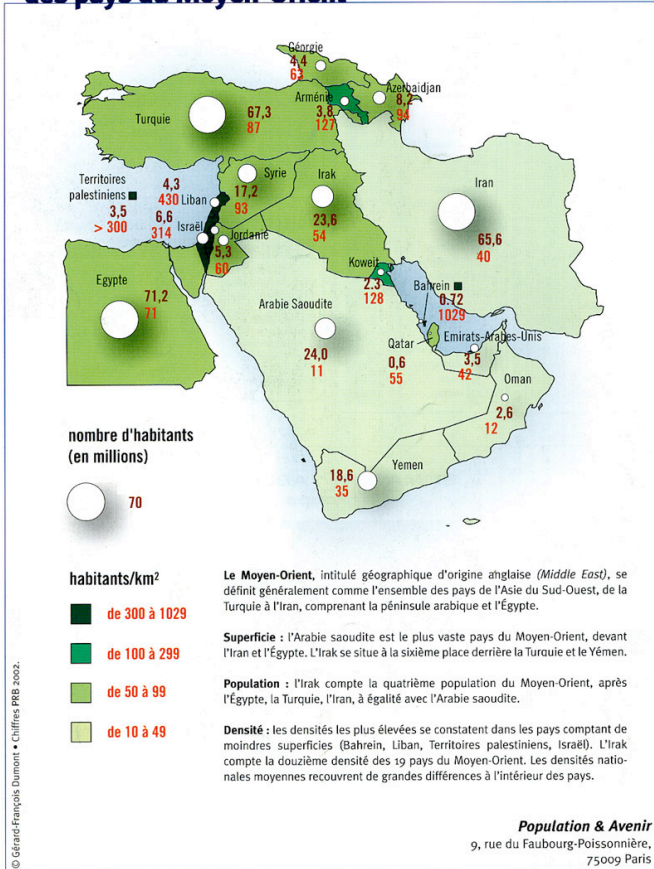 des pays du Moyen-Orient
Géorgie
4,4
63
Azerbaidjan
8,2
94
Arménie
3,8
127
Turquie
67,3
87
Territoires
palestiniens
3,5
> 300
4,3
430
Liban
6,6
314
Israël
Syrie
17,2
93
Irak
23,6
54
Iran
65,6
40
Jordanie
5,3
60
Koweit
2.3
128
Bahrein
0.72
1029
Egypte
71,2
71
Arabie Saoudite
24,0
11
Qatar
0,6
55
Emirats-Arabes-Unis
3,5
42
Oman
2,6
12
Yemen
18,6
35
nombre d'habitants
(en millions)
70
habitants/km²
de 300 à 1029
de 100 à 299
de 50 à 99
de 10 à 49
Le Moyen-Orient, intitulé géographique d'origine anglaise (Middle East), se
définit généralement comme l'ensemble des pays de l'Asie du Sud-Ouest, de la
Turquie à l'Iran, comprenant la péninsule arabique et l'Égypte.
Superficie : l'Arabie saoudite est le plus vaste pays du Moyen-Orient, devant
l'Iran et l'Égypte. L'Irak se situe à la sixième place derrière la Turquie et le Yémen.
Population : l'Irak compte la quatrième population du Moyen-Orient, après
l'Égypte, la Turquie, l'Iran, à égalité avec l'Arabie saoudite.
Densité : les densités les plus élevées se constatent dans les pays comptant de
moindres superficies (Bahrein, Liban, Territoires palestiniens, Israël). L'Irak
compte la douzième densité des 19 pays du Moyen-Orient. Les densités natio-
nales moyennes recouvrent de grandes différences à l'intérieur des pays.
© Gérard-François Dumont • Chiffres PRB 2002.
Population & Avenir
9, rue du Faubourg-Poissonnière,
75009 Paris